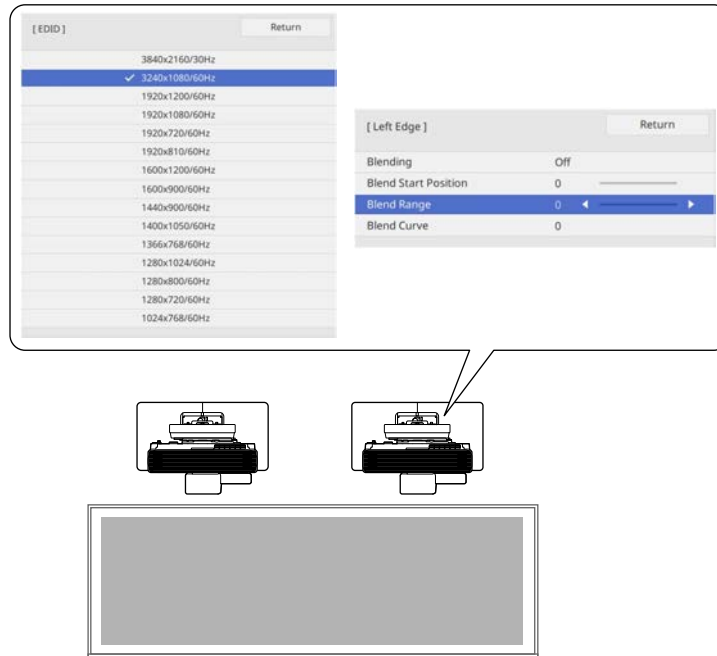 [ EDID ] Return
3840x2160/30Hz
3240x1080/60Hz
1920x1200/60Hz
1920x1080/60Hz
1920x720/60Hz
1920x810/60Hz
1600x1200/60Hz
1600x900/60Hz
1440x900/60Hz
1400x1050/60Hz
1366x768/60Hz
1280x1024/60Hz
1280x800/60Hz
1280x720/60Hz
1024x768/60Hz
[ Left Edge ] Return
Blending Off
Blend Start Position 0
Blend Range 0
Blend Curve 0